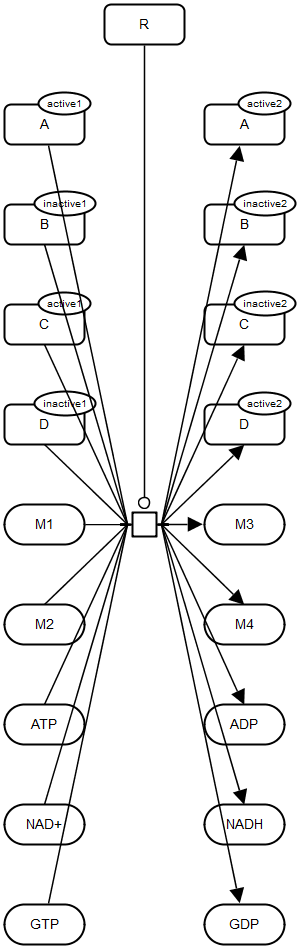 R
active1
active2
A
A
inactive1
inactive2
B
B
active1
inactive2
C
C
inactive1
active2
D
D
M1
M3
M2
M4
ATP
ADP
NAD+
NADH
GTP
GDP